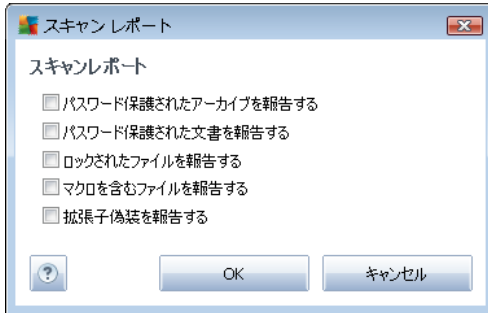 スキャン レポート
スキャンレポート
パスワード保護されたアーカイブを報告する
パスワード保護された文書を報告する
ロックされたファイルを報告する
マクロを含むファイルを報告する
拡張子偽装を報告する
?
OK
キャンセル